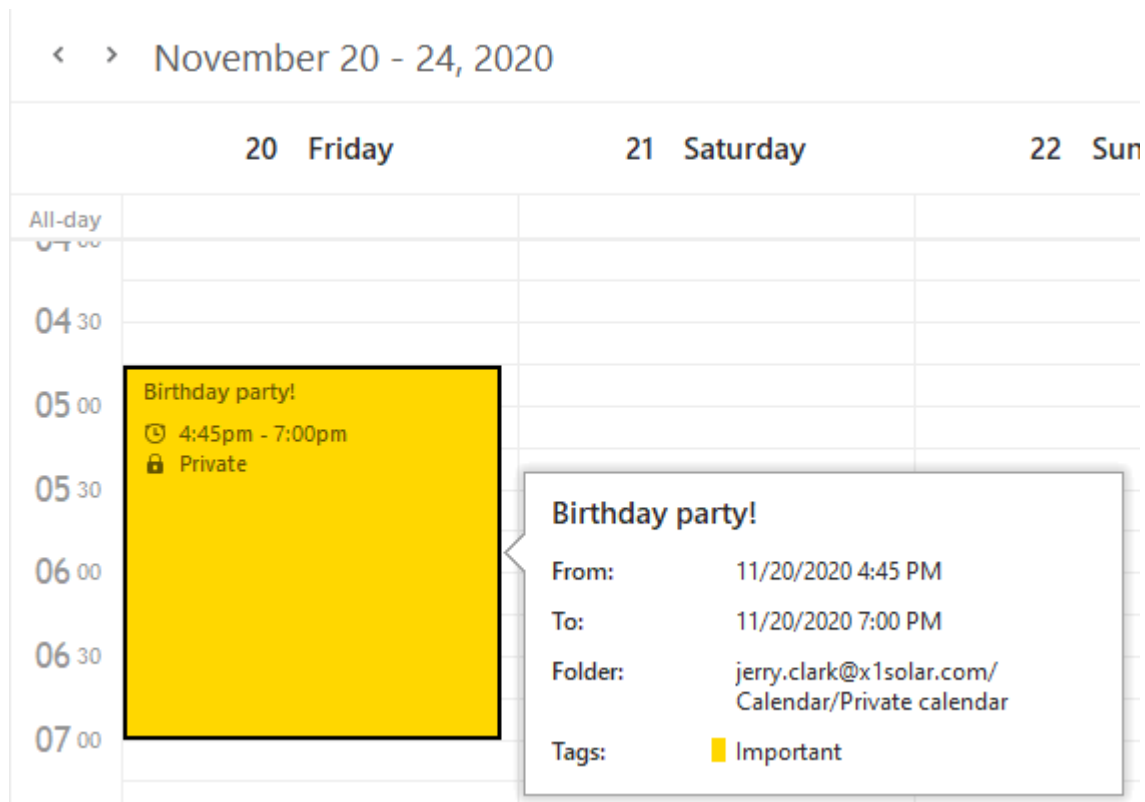 November 20 - 24, 2020
20 Friday 21 Saturday 22 Sun
All-day
04 00
04 30
Birthday party!
05 00
4:45pm - 7:00pm
Private
05 30
Birthday party!
06 00
From: 11/20/2020 4:45 PM
To: 11/20/2020 7:00 PM
06 30
Folder: jerry.clark@x1solar.com/
Calendar/Private calendar
07 00
Tags: Important